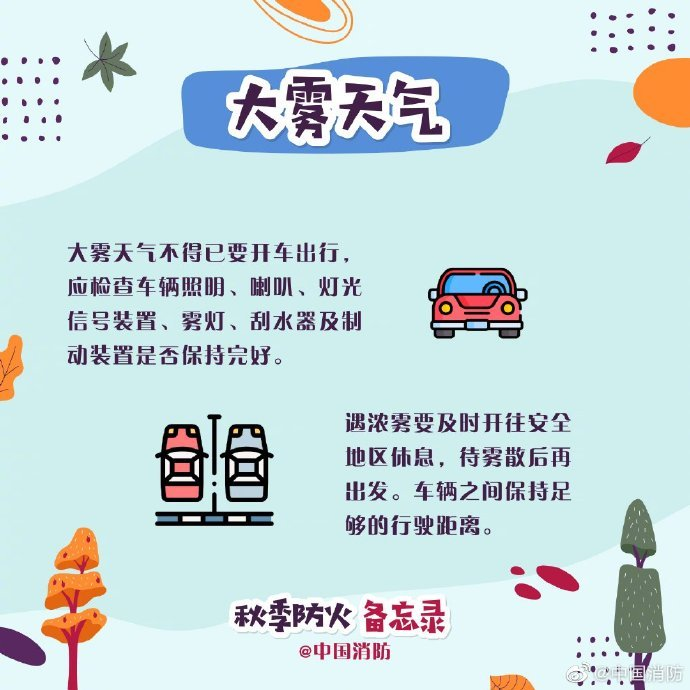 大雾天气
大雾天气不得已要开车出行，
应检查车辆照明、喇叭、灯光
信号装置、雾灯、刮水器及制
动装置是否保持完好。
遇浓雾要及时开往安全
地区休息，待雾散后再
出发。车辆之间保持足
够的行驶距离。
秋季防火 备忘录
@中国消防
@中国消防